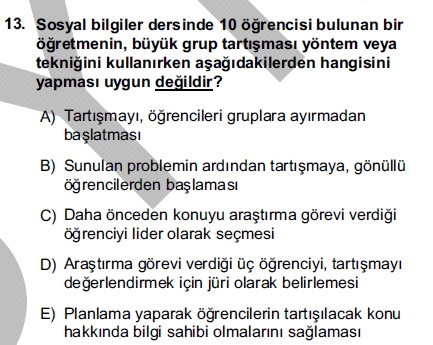 13. Sosyal bilgiler dersinde 10 öğrencisi bulunan bir
öğretmenin, büyük grup tartışması yöntem veya
tekniğini kullanırken aşağıdakilerden hangisini
yapması uygun değildir?
A) Tartışmayı, öğrencileri gruplara ayırmadan
başlatması
B) Sunulan problemin ardından tartışmaya, gönüllü
öğrencilerden başlaması
C) Daha önceden konuyu araştırma görevi verdiği
öğrenciyi lider olarak seçmesi
D) Araştırma görevi verdiği üç öğrenciyi, tartışmayı
değerlendirmek için jüri olarak belirlemesi
E) Planlama yaparak öğrencilerin tartışılacak konu
hakkında bilgi sahibi olmalarını sağlaması